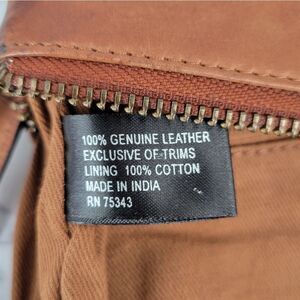 100% GENUINE LEATHER
EXCLUSIVE OF TRIMS
LINING 100% COTTON
MADE IN INDIA
RN 75343